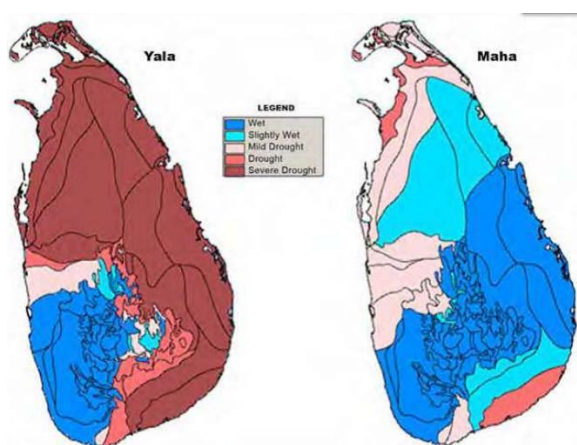 Yala
Maha
LEGEND
Wet
Slightly Wet
Mild Drought
Drought
Severe Drought